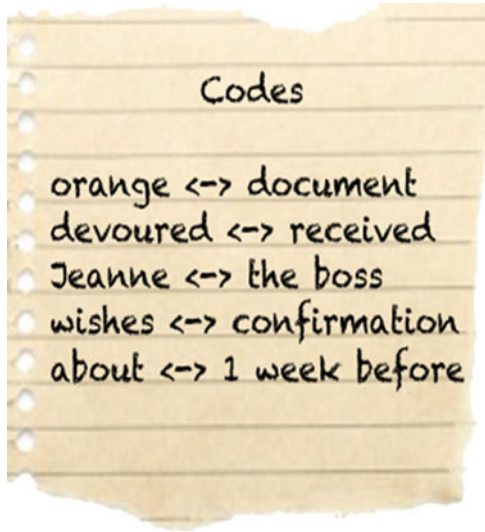 Codes
orange <-> document
devoured <-> received
Jeanne <-> the boss
wishes <-> confirmation
about <-> 1 week before